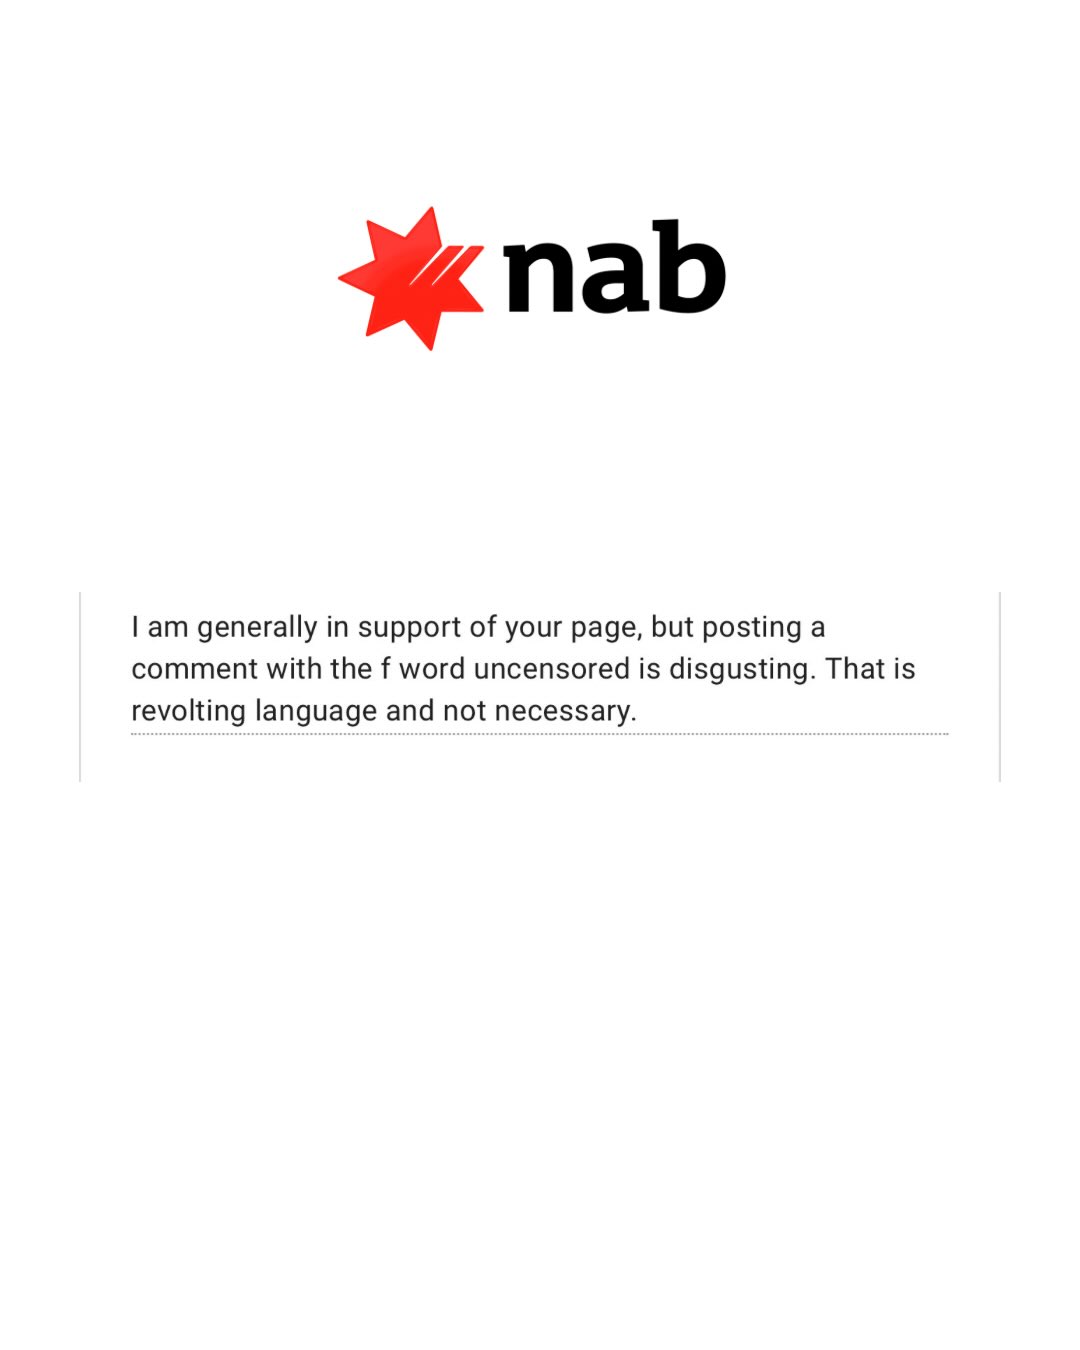 nab
I am generally in support of your page, but posting a
comment with the f word uncensored is disgusting. That is
revolting language and not necessary.